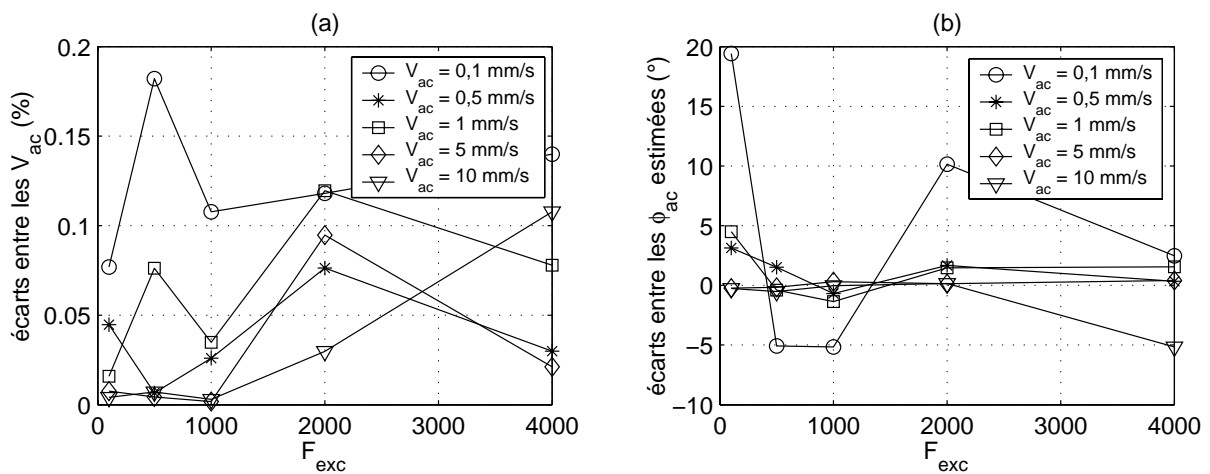 (a)
écarts entre les V_ac (%)
0.2
0.15
0.1
0.05
0
0
1000
2000
3000
4000
F_exc
V_ac = 0,1 mm/s
V_ac = 0,5 mm/s
V_ac = 1 mm/s
V_ac = 5 mm/s
V_ac = 10 mm/s
(b)
écarts entre les ϕ_ac estimées (°)
20
15
10
5
0
−5
−10
0
1000
2000
3000
4000
F_exc
V_ac = 0,1 mm/s
V_ac = 0,5 mm/s
V_ac = 1 mm/s
V_ac = 5 mm/s
V_ac = 10 mm/s